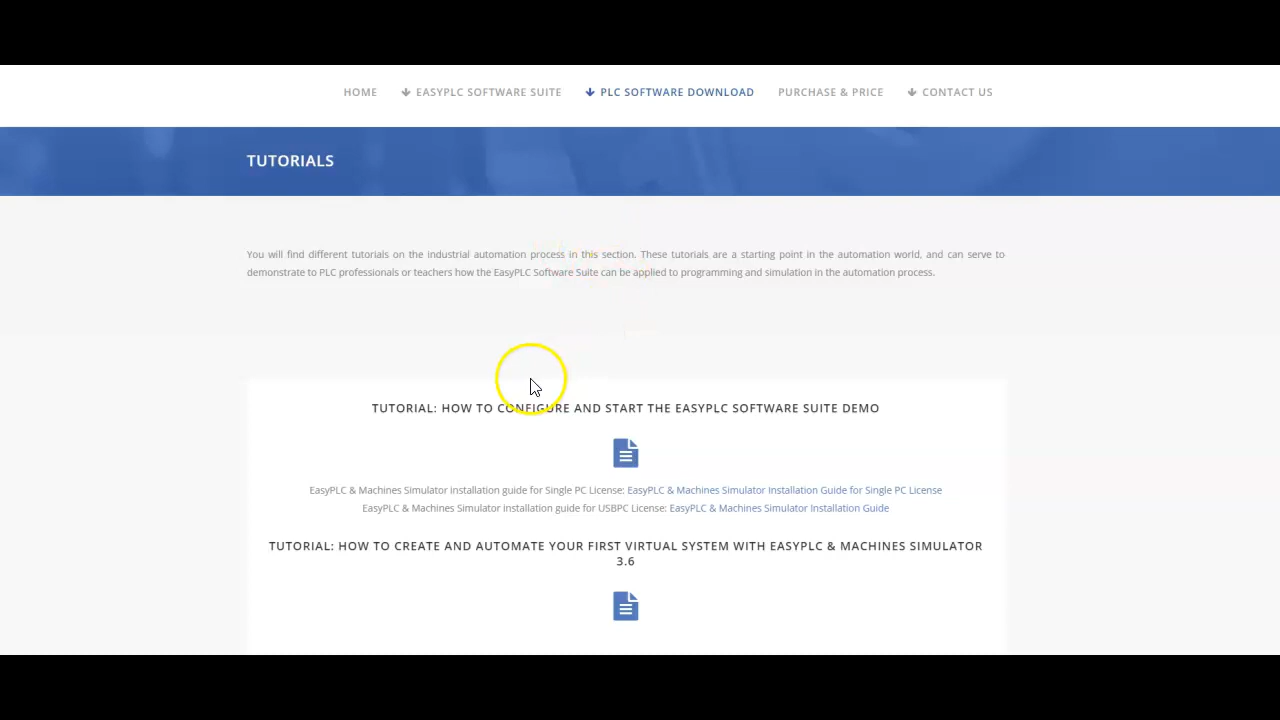 HOME EASYPLC SOFTWARE SUITE PLC SOFTWARE DOWNLOAD PURCHASE & PRICE CONTACT US
TUTORIALS
You will find different tutorials on the industrial automation process in this section. These tutorials are a starting point in the automation world, and can serve to
demonstrate to PLC professionals or teachers how the EasyPLC Software Suite can be applied to programming and simulation in the automation process.
TUTORIAL: HOW TO CONFIGURE AND START THE EASYPLC SOFTWARE SUITE DEMO
EasyPLC & Machines Simulator installation guide for Single PC License: EasyPLC & Machines Simulator Installation Guide for Single PC License
EasyPLC & Machines Simulator installation guide for USBPC License: EasyPLC & Machines Simulator Installation Guide
TUTORIAL: HOW TO CREATE AND AUTOMATE YOUR FIRST VIRTUAL SYSTEM WITH EASYPLC & MACHINES SIMULATOR
3.6